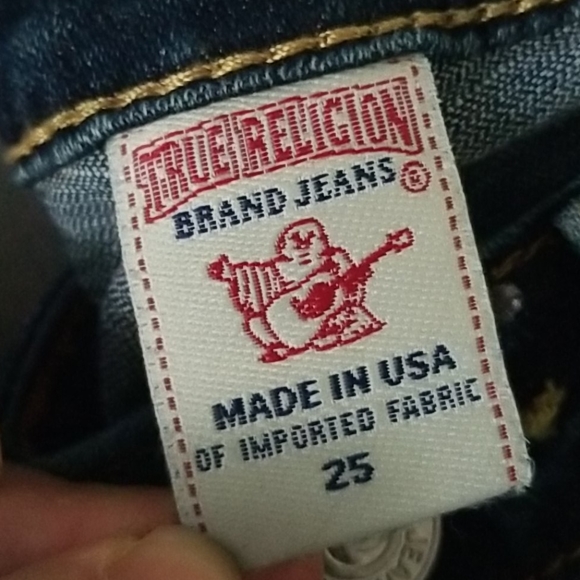 TRUE RELIGION ®
BRAND JEANS
MADE IN USA
OF IMPORTED FABRIC
25